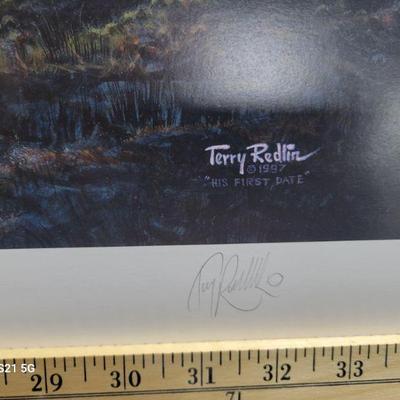 Terry Redlin
©1997
"HIS FIRST DATE"
S21 5G
29 30 31 32 33